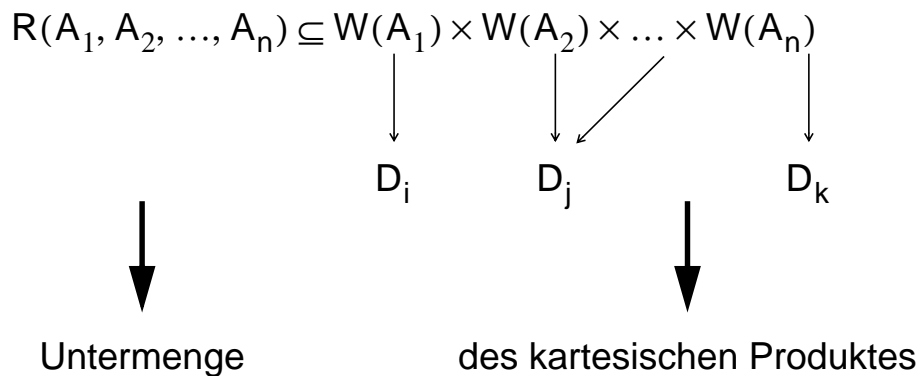 R(A₁, A₂, …, Aₙ) ⊆ W(A₁) × W(A₂) × … × W(Aₙ)
Dᵢ Dⱼ Dₖ
Untermenge des kartesischen Produktes